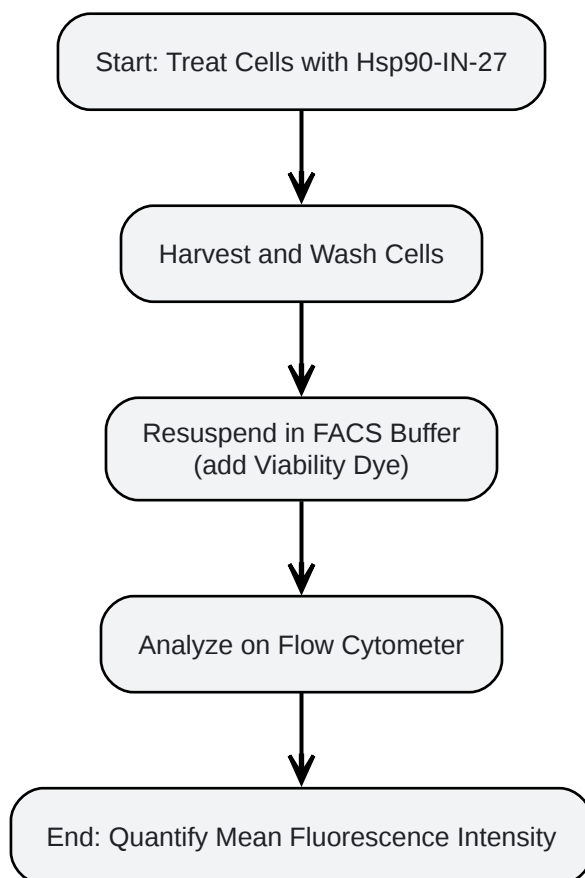 Start: Treat Cells with Hsp90-IN-27
Harvest and Wash Cells
Resuspend in FACS Buffer
(add Viability Dye)
Analyze on Flow Cytometer
End: Quantify Mean Fluorescence Intensity